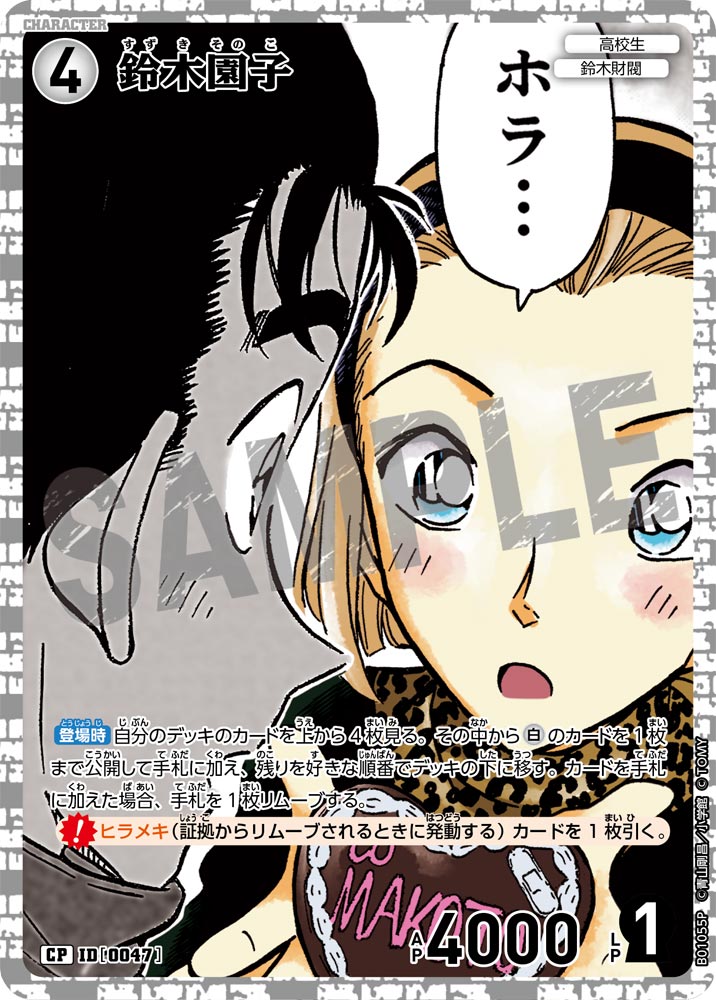 CHARACTER
4
すずきそのこ
鈴木園子
高校生
鈴木財閥
ホラ…
SAMPLE
登場時 自分のデッキのカードを上から4枚見る。その中から白のカードを1枚
まで公開して手札に加え、残りを好きな順番でデッキの下に移す。カードを手札
に加えた場合、手札を1枚リムーブする。
ヒラメキ(証拠からリムーブされるときに発動する) カードを1枚引く。
MAKOTO
CP ID[0047]
AP 4000
LP 1
B01055P ©青山剛昌/小学館 ©TOMY